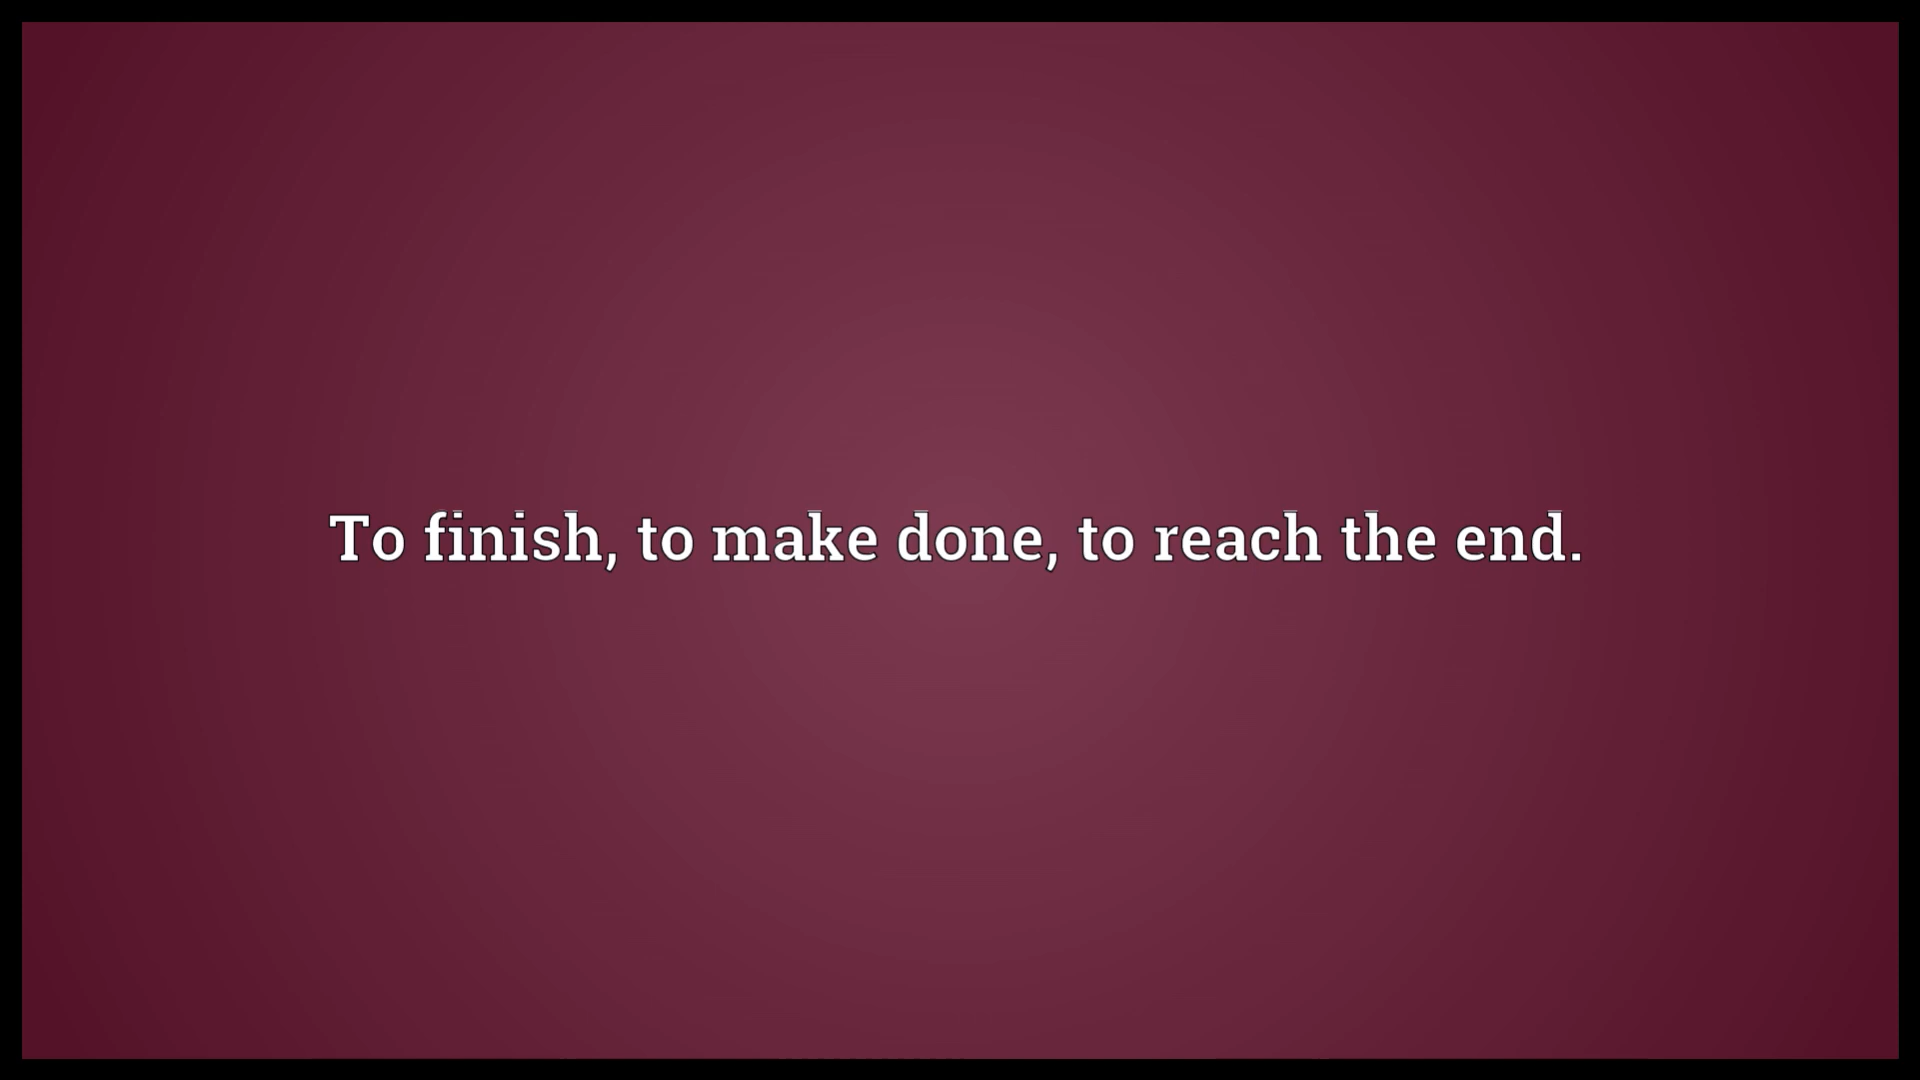 To finish, to make done, to reach the end.